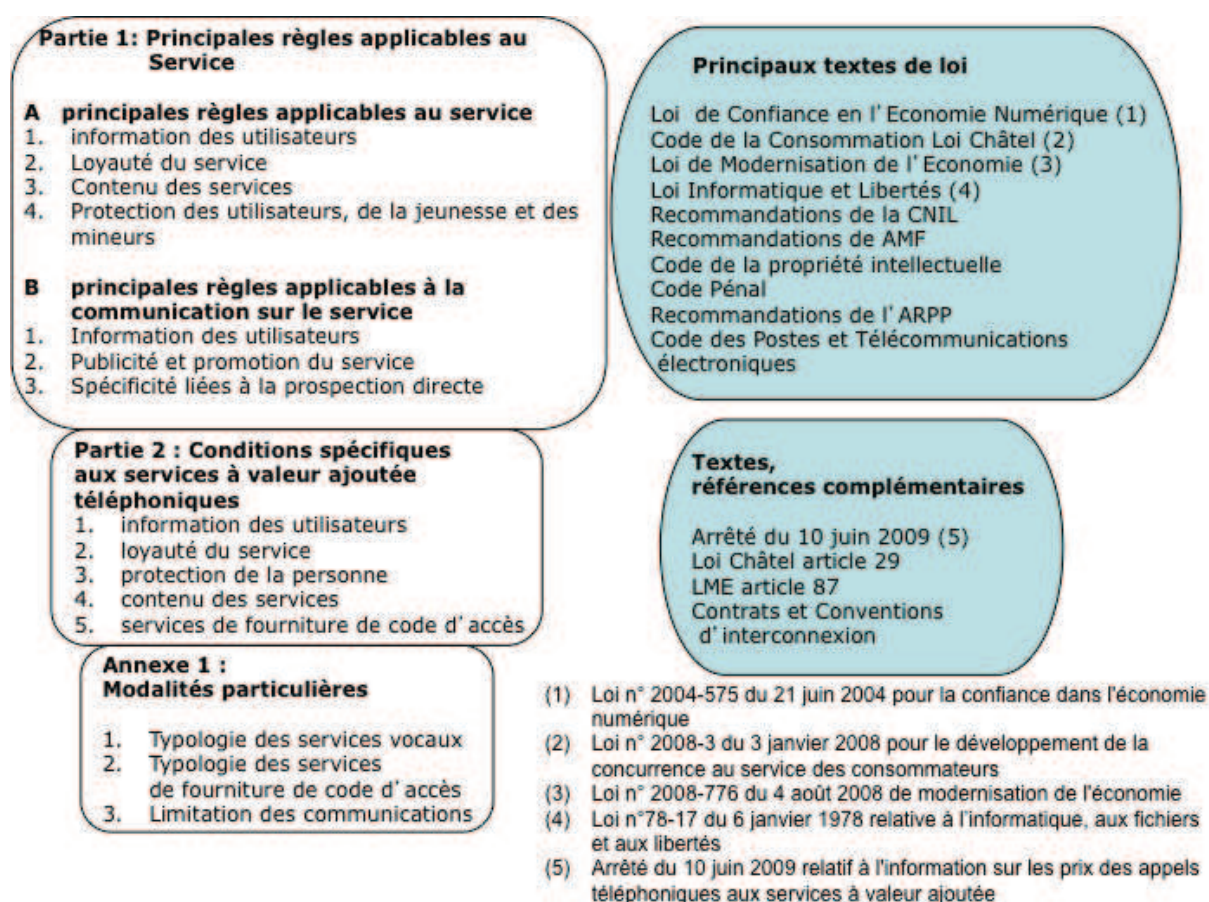 Partie 1: Principales règles applicables au
Service
A principales règles applicables au service
1. information des utilisateurs
2. Loyauté du service
3. Contenu des services
4. Protection des utilisateurs, de la jeunesse et des
mineurs
B principales règles applicables à la
communication sur le service
1. Information des utilisateurs
2. Publicité et promotion du service
3. Spécificité liées à la prospection directe
Principaux textes de loi
Loi de Confiance en l'Economie Numérique (1)
Code de la Consommation Loi Châtel (2)
Loi de Modernisation de l'Economie (3)
Loi Informatique et Libertés (4)
Recommandations de la CNIL
Recommandations de AMF
Code de la propriété intellectuelle
Code Pénal
Recommandations de l'ARPP
Code des Postes et Télécommunications
électroniques
Partie 2 : Conditions spécifiques
aux services à valeur ajoutée
téléphoniques
1. information des utilisateurs
2. loyauté du service
3. protection de la personne
4. contenu des services
5. services de fourniture de code d'accès
Textes,
références complémentaires
Arrêté du 10 juin 2009 (5)
Loi Châtel article 29
LME article 87
Contrats et Conventions
d'interconnexion
Annexe 1 :
Modalités particulières
1. Typologie des services vocaux
2. Typologie des services
de fourniture de code d'accès
3. Limitation des communications
(1) Loi n° 2004-575 du 21 juin 2004 pour la confiance dans l'économie
numérique
(2) Loi n° 2008-3 du 3 janvier 2008 pour le développement de la
concurrence au service des consommateurs
(3) Loi n° 2008-776 du 4 août 2008 de modernisation de l'économie
(4) Loi n°78-17 du 6 janvier 1978 relative à l'informatique, aux fichiers
et aux libertés
(5) Arrêté du 10 juin 2009 relatif à l'information sur les prix des appels
téléphoniques aux services à valeur ajoutée